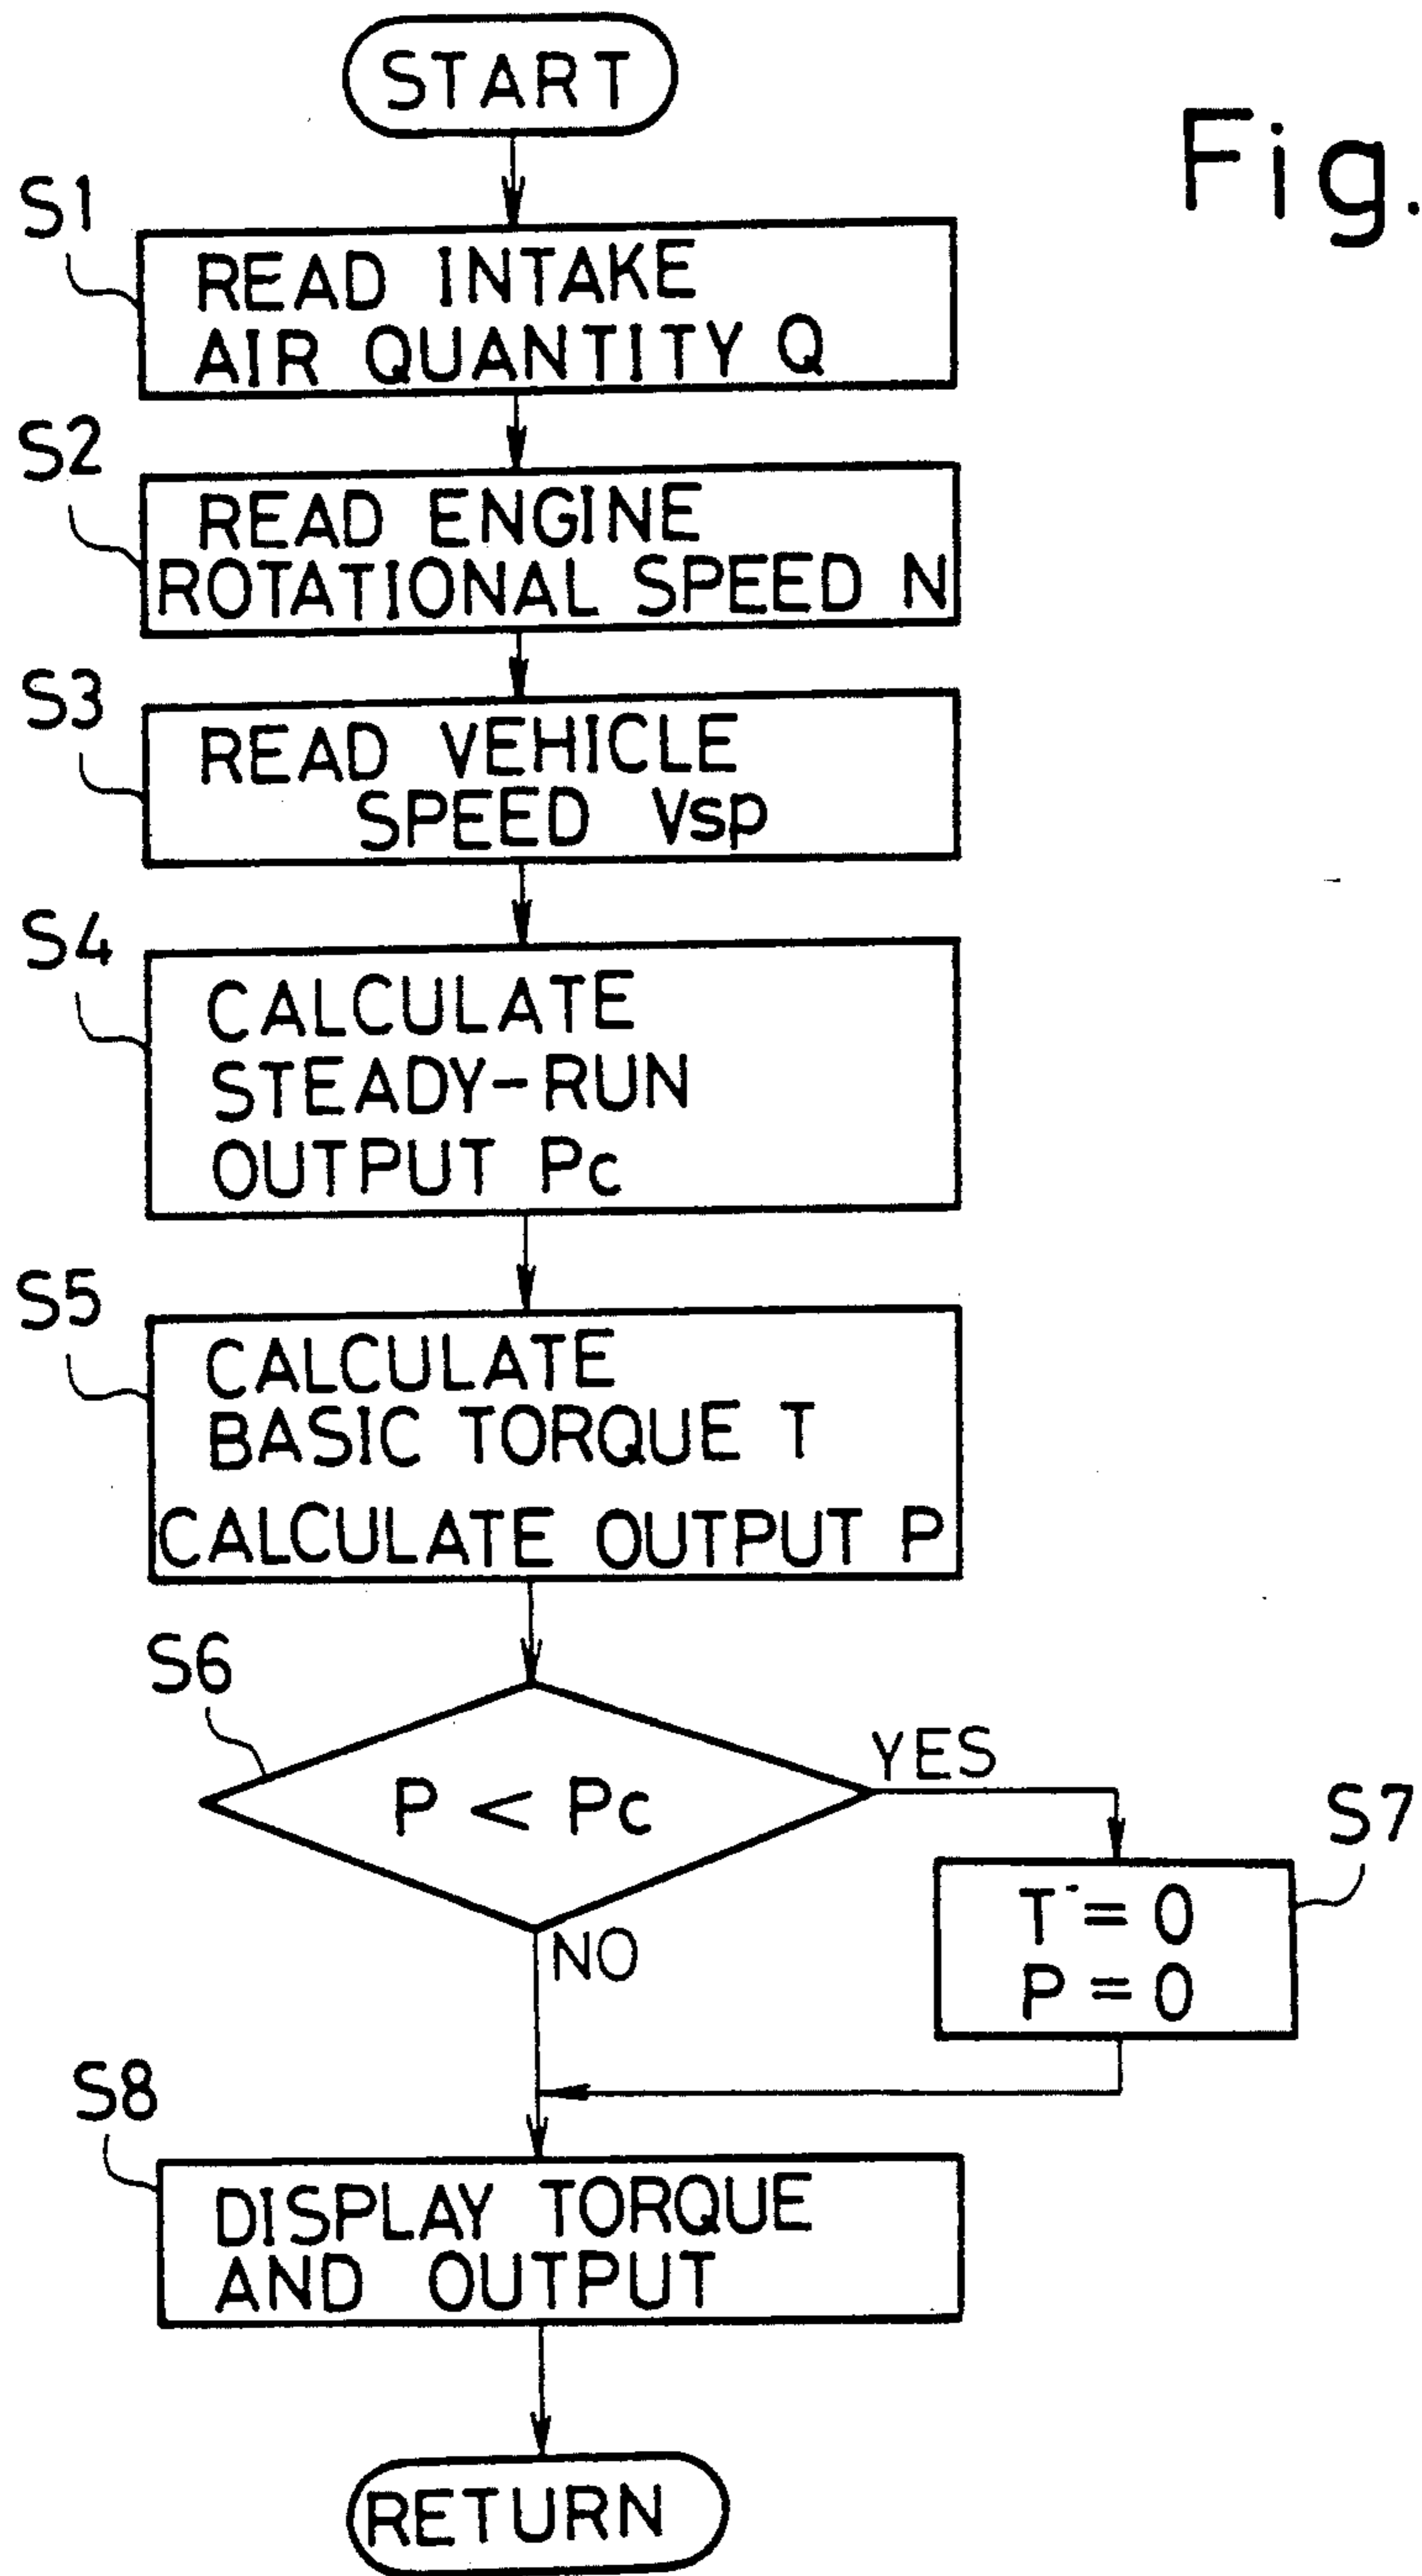 START
Fig.
S1
READ INTAKE
AIR QUANTITY Q
S2
READ ENGINE
ROTATIONAL SPEED N
S3
READ VEHICLE
SPEED Vsp
S4
CALCULATE
STEADY-RUN
OUTPUT Pc
S5
CALCULATE
BASIC TORQUE T
CALCULATE OUTPUT P
S6
P < Pc
YES
S7
T = 0
P = 0
NO
S8
DISPLAY TORQUE
AND OUTPUT
RETURN